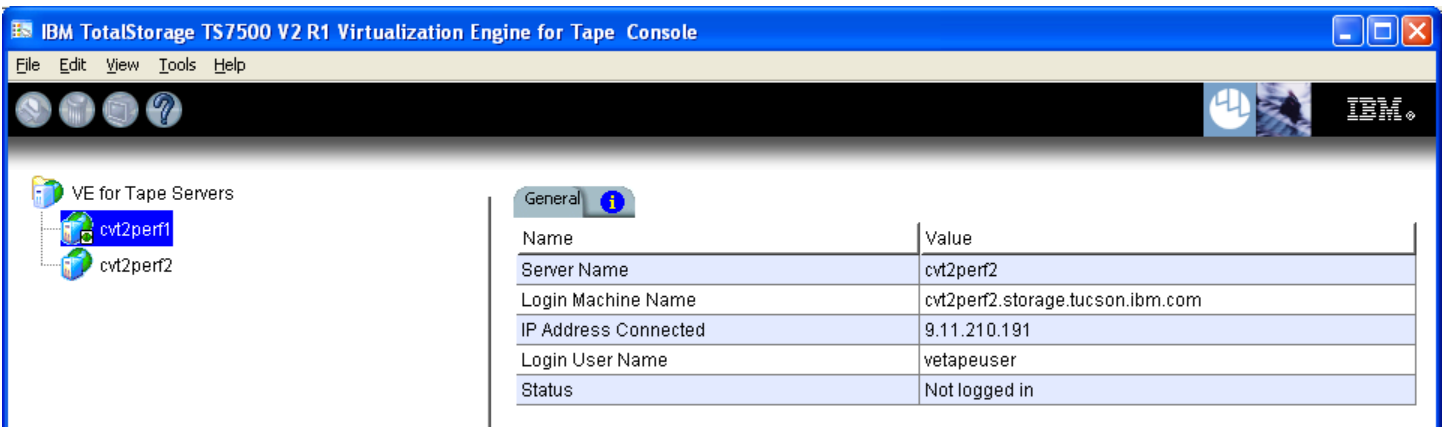 IBM TotalStorage TS7500 V2 R1 Virtualization Engine for Tape Console
File Edit View Tools Help
IBM®
VE for Tape Servers
cvt2perf1
cvt2perf2
General
Name Value
Server Name cvt2perf2
Login Machine Name cvt2perf2.storage.tucson.ibm.com
IP Address Connected 9.11.210.191
Login User Name vetapeuser
Status Not logged in